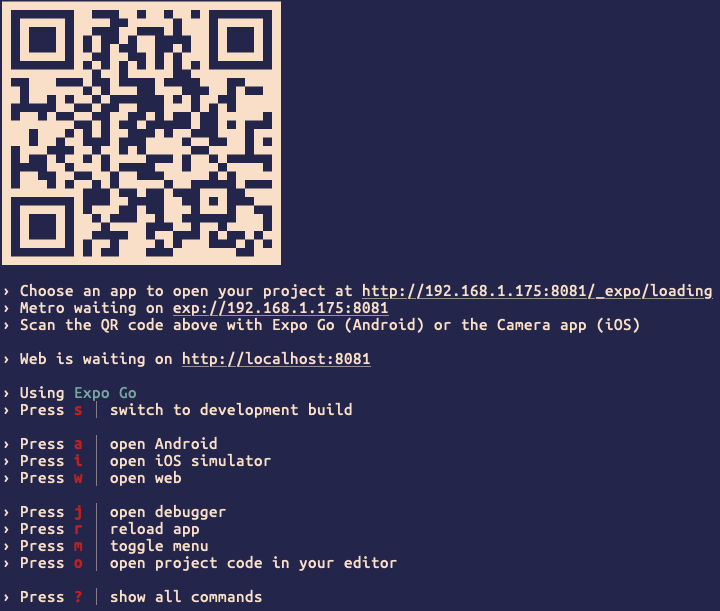 › Choose an app to open your project at http://192.168.1.175:8081/_expo/loading
› Metro waiting on exp://192.168.1.175:8081
› Scan the QR code above with Expo Go (Android) or the Camera app (iOS)
› Web is waiting on http://localhost:8081
› Using Expo Go
› Press s │ switch to development build
› Press a │ open Android
› Press i │ open iOS simulator
› Press w │ open web
› Press j │ open debugger
› Press r │ reload app
› Press m │ toggle menu
› Press o │ open project code in your editor
› Press ? │ show all commands